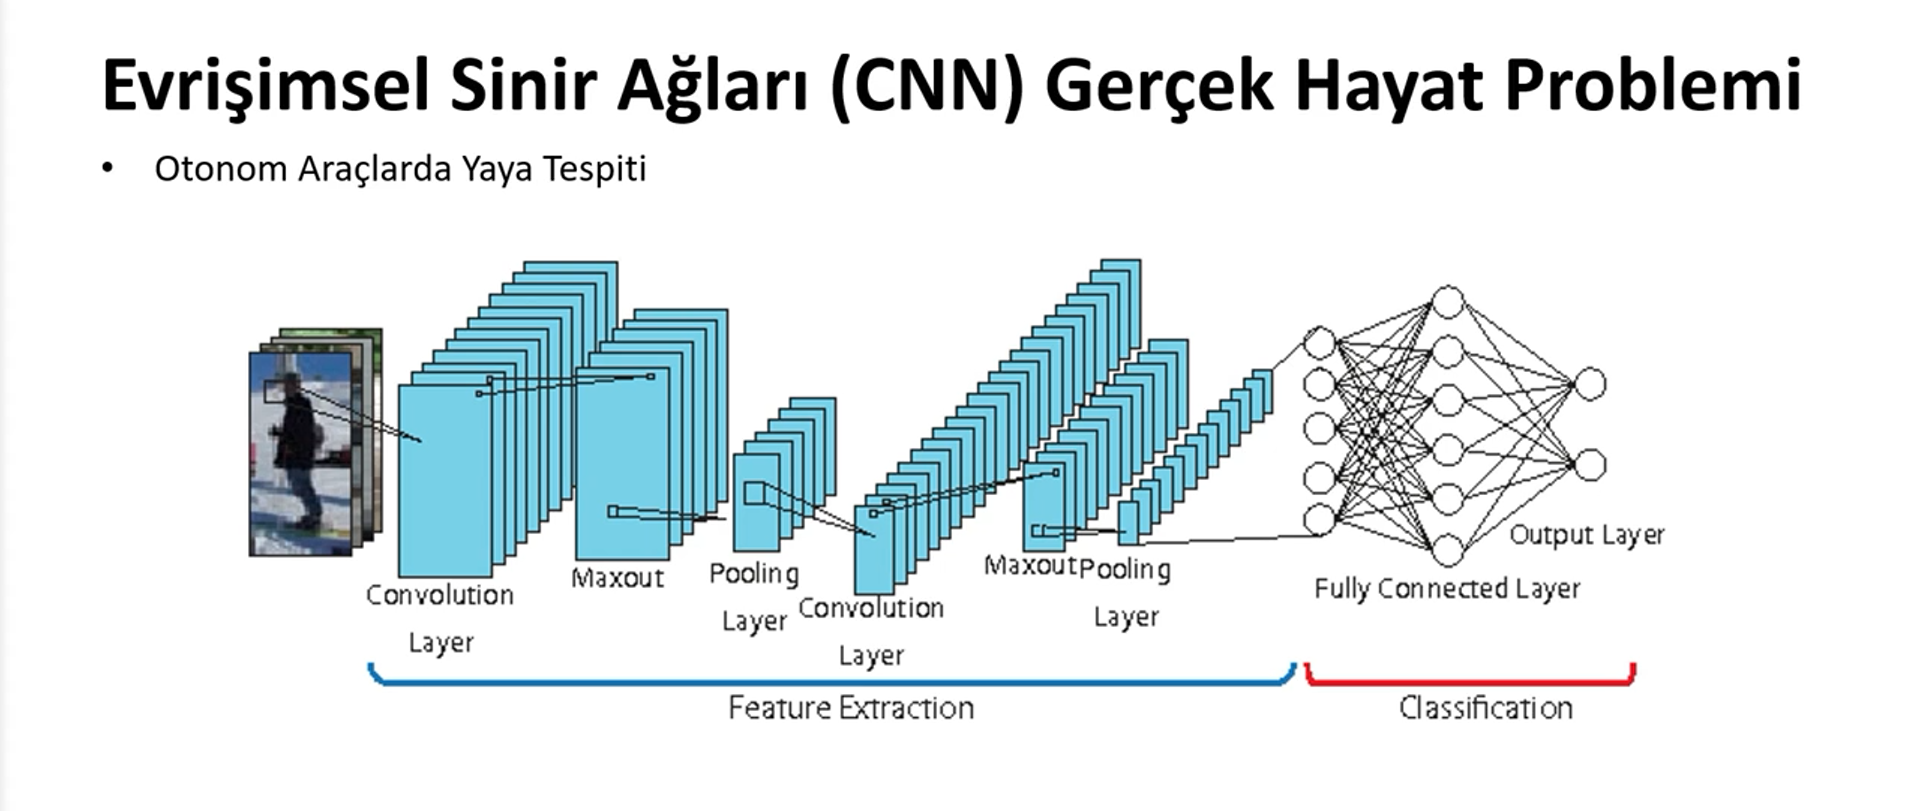 Evrişimsel Sinir Ağları (CNN) Gerçek Hayat Problemi
• Otonom Araçlarda Yaya Tespiti
Convolution
Layer
Maxout
Pooling
Layer
Convolution
Layer
Maxout
Pooling
Layer
Fully Connected Layer
Output Layer
Feature Extraction
Classification